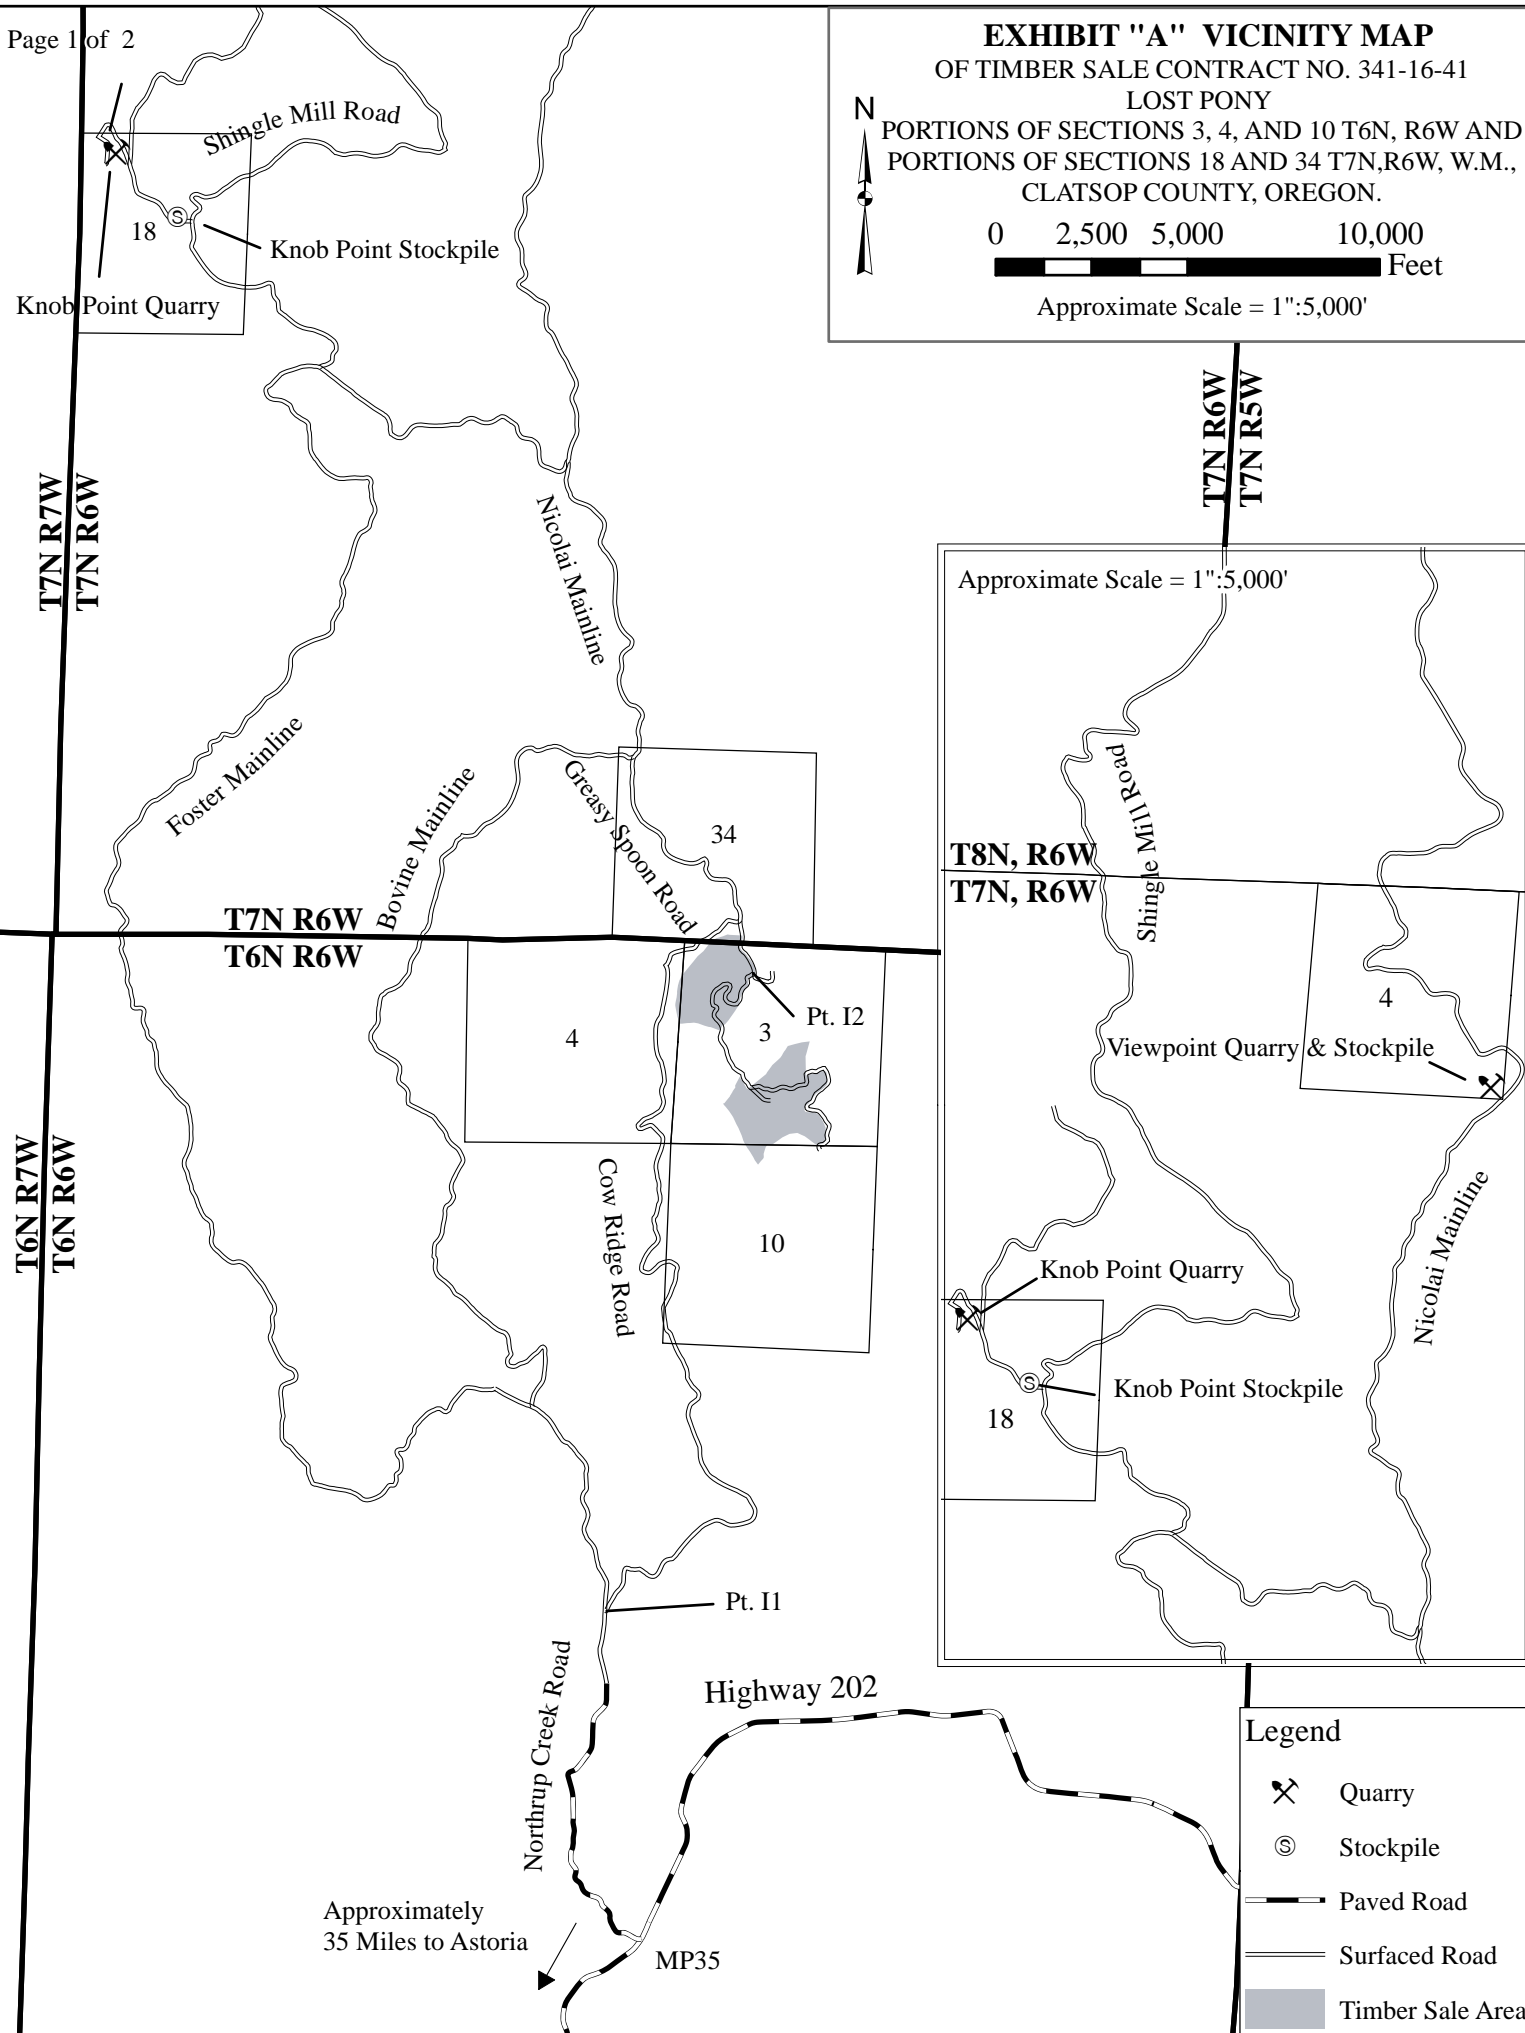 Page 1 of 2
EXHIBIT "A" VICINITY MAP
OF TIMBER SALE CONTRACT NO. 341-16-41
LOST PONY
PORTIONS OF SECTIONS 3, 4, AND 10 T6N, R6W AND
PORTIONS OF SECTIONS 18 AND 34 T7N,R6W, W.M.,
CLATSOP COUNTY, OREGON.
N
0 2,500 5,000 10,000
Feet
Approximate Scale = 1":5,000'
Shingle Mill Road
S
18
Knob Point Stockpile
Knob Point Quarry
T7N R7W
T7N R6W
Nicolai Mainline
T7N R6W
T7N R5W
Foster Mainline
Bovine Mainline
Greasy Spoon Road
34
T7N R6W
T6N R6W
Pt. I2
4
3
T6N R7W
T6N R6W
Cow Ridge Road
10
Pt. I1
Northrup Creek Road
Highway 202
Approximately
35 Miles to Astoria
MP35
Approximate Scale = 1":5,000'
Shingle Mill Road
T8N, R6W
T7N, R6W
4
Viewpoint Quarry & Stockpile
Nicolai Mainline
Knob Point Quarry
S
Knob Point Stockpile
18
Legend
Quarry
S Stockpile
Paved Road
Surfaced Road
Timber Sale Area